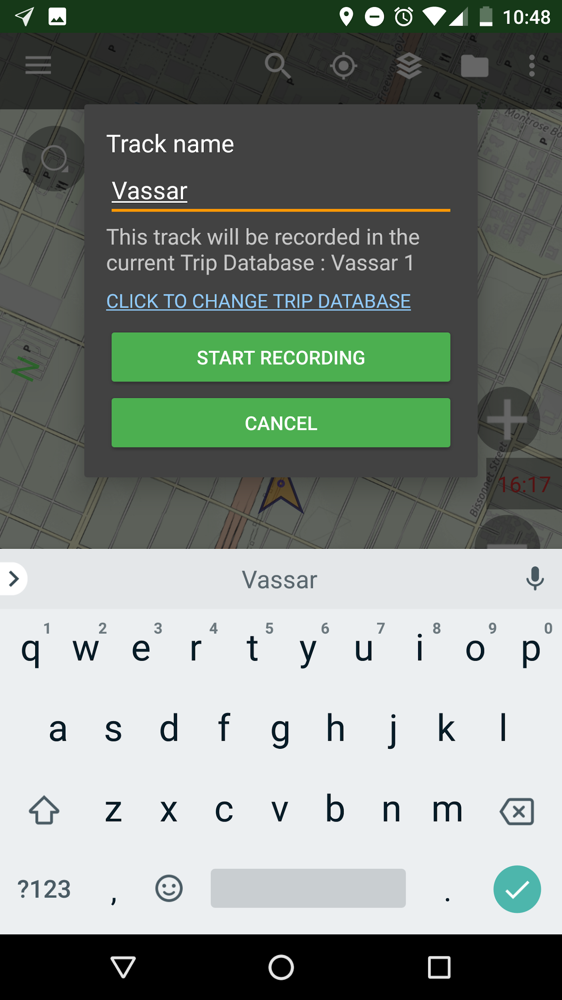 10:48
P
P
P
P
P
P
P
Freeway HOV
Park
Montrose Bo
P
P
P
Track name
Vassar
This track will be recorded in the
current Trip Database : Vassar 1
CLICK TO CHANGE TRIP DATABASE
START RECORDING
CANCEL
P
N
Bissonnet Street
16:17
Vassar
1 2 3 4 5 6 7 8 9 0
q w e r t y u i o p
a s d f g h j k l
z x c v b n m
?123 , .